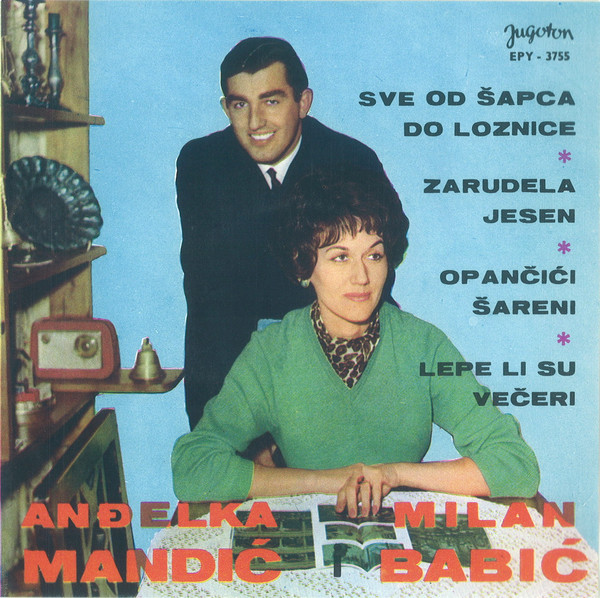 Jugoton
EPY - 3755
SVE OD ŠAPCA
DO LOZNICE
*
ZARUDELA
JESEN
*
OPANČIĆI
ŠARENI
*
LEPE LI SU
VEČERI
ANĐELKA MILAN
MANDIĆ I BABIĆ